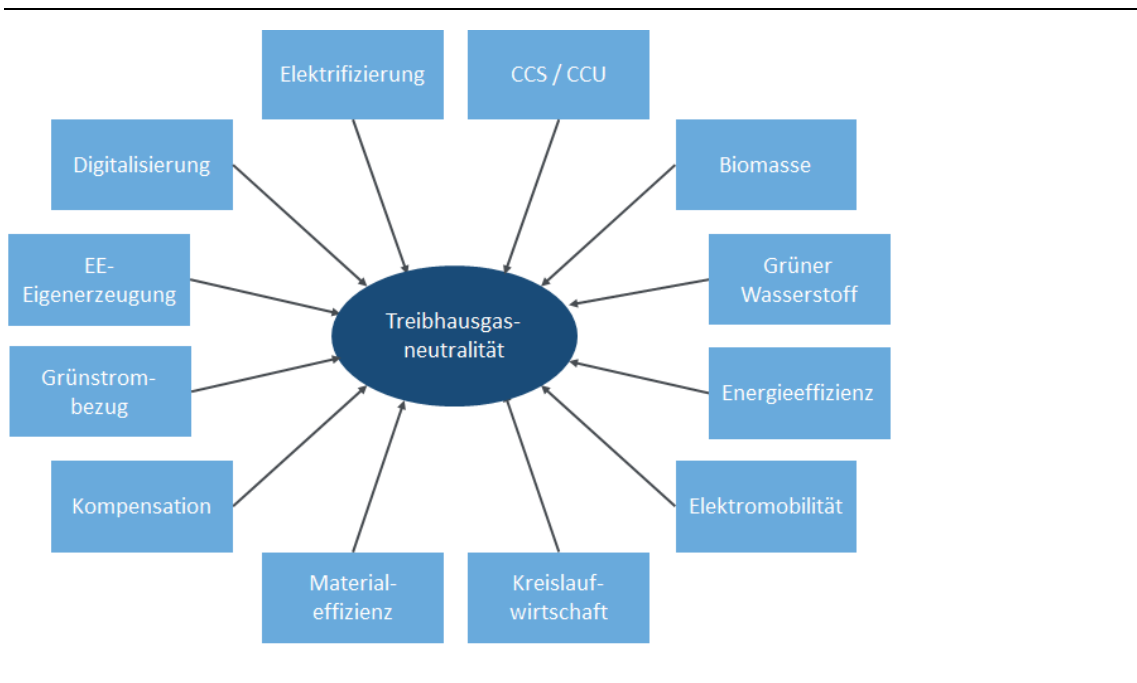 Elektrifizierung
CCS / CCU
Digitalisierung
Biomasse
EE-
Eigenerzeugung
Grüner
Wasserstoff
Treibhausgas-
neutralität
Grünstrom-
bezug
Energieeffizienz
Kompensation
Elektromobilität
Material-
effizienz
Kreislauf-
wirtschaft